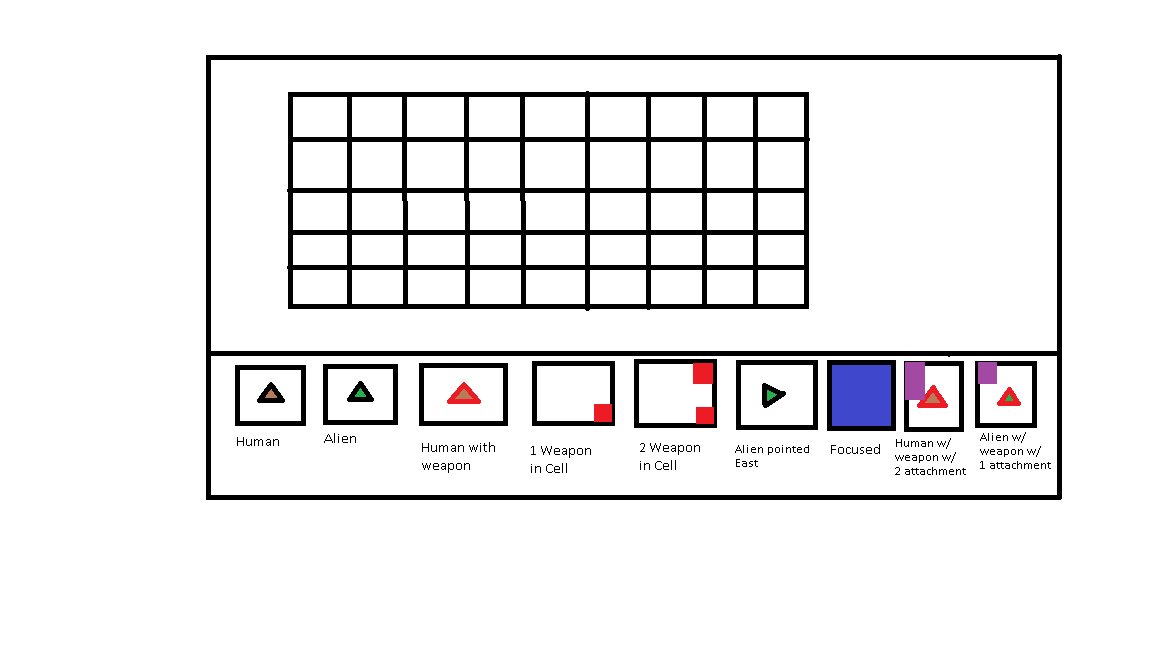 Human
Alien
Human with
weapon
1 Weapon
in Cell
2 Weapon
in Cell
Alien pointed
East
Focused
Human w/
weapon w/
2 attachment
Alien w/
weapon w/
1 attachment